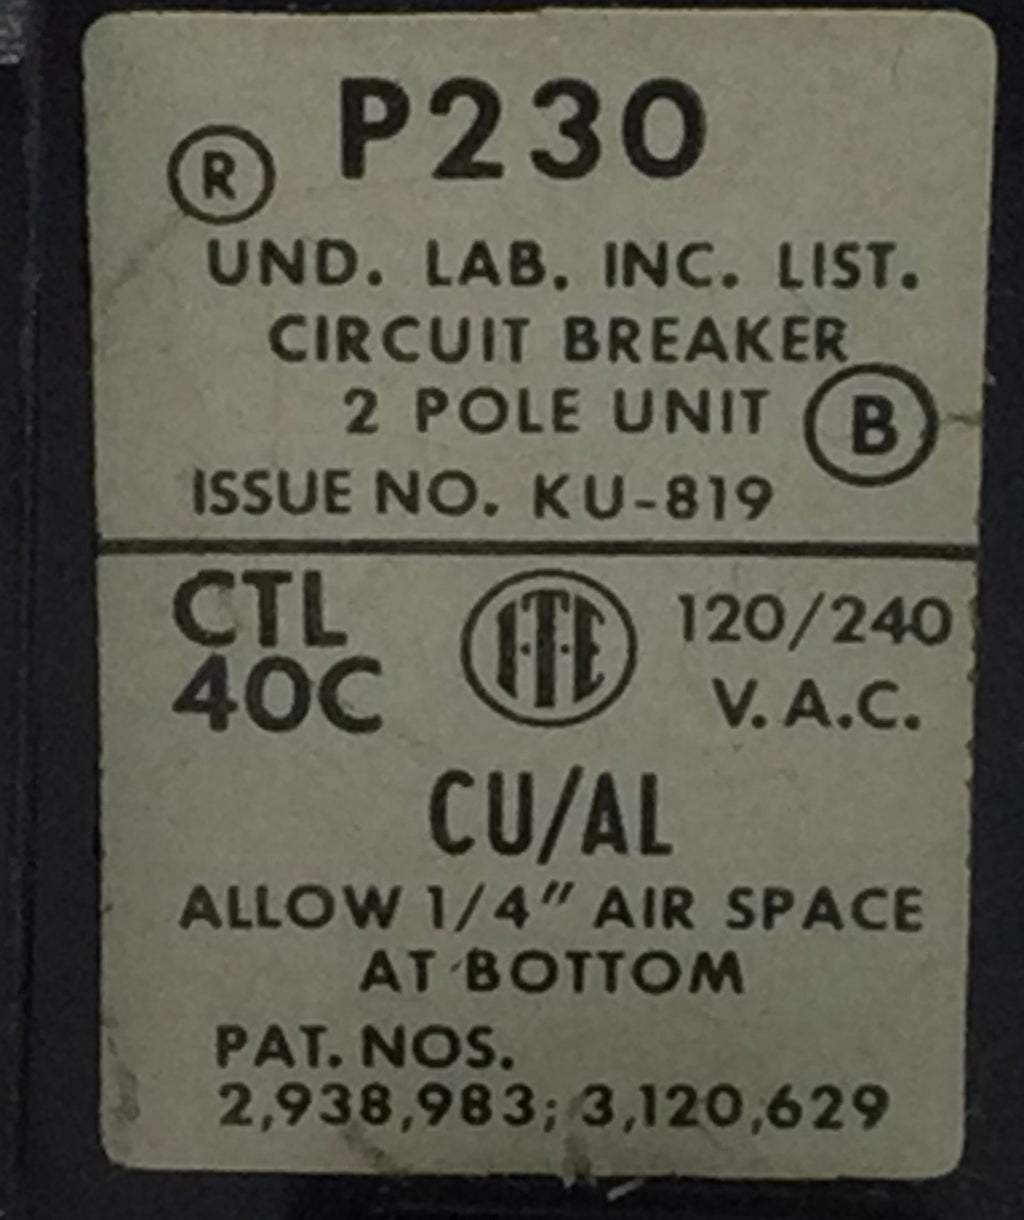 P230
R
UND. LAB. INC. LIST.
CIRCUIT BREAKER
2 POLE UNIT
B
ISSUE NO. KU-819
CTL
40C
I-T-E
120/240
V. A.C.
CU/AL
ALLOW 1/4" AIR SPACE
AT BOTTOM
PAT. NOS.
2,938,983; 3,120,629